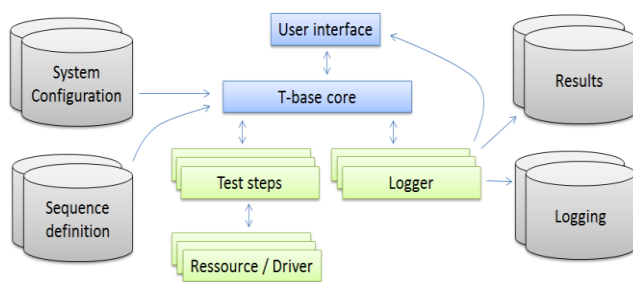 User interface
System
Configuration
T-base core
Results
Test steps
Logger
Sequence
definition
Logging
Ressource / Driver